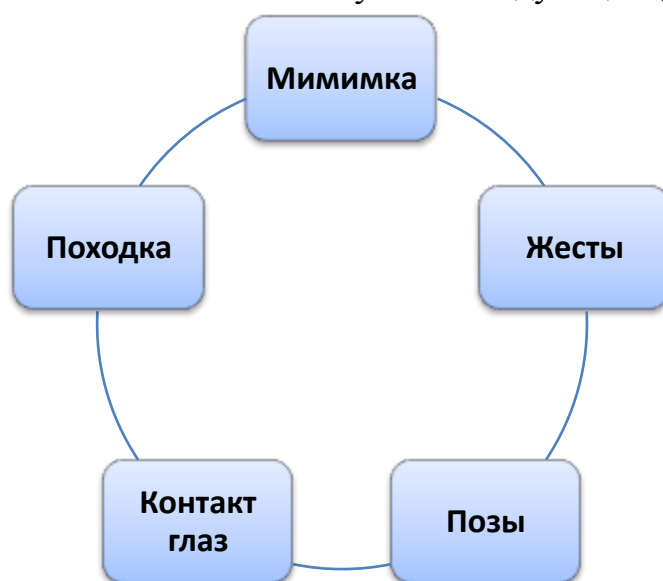 Мимимка
Походка
Жесты
Контакт
глаз
Позы